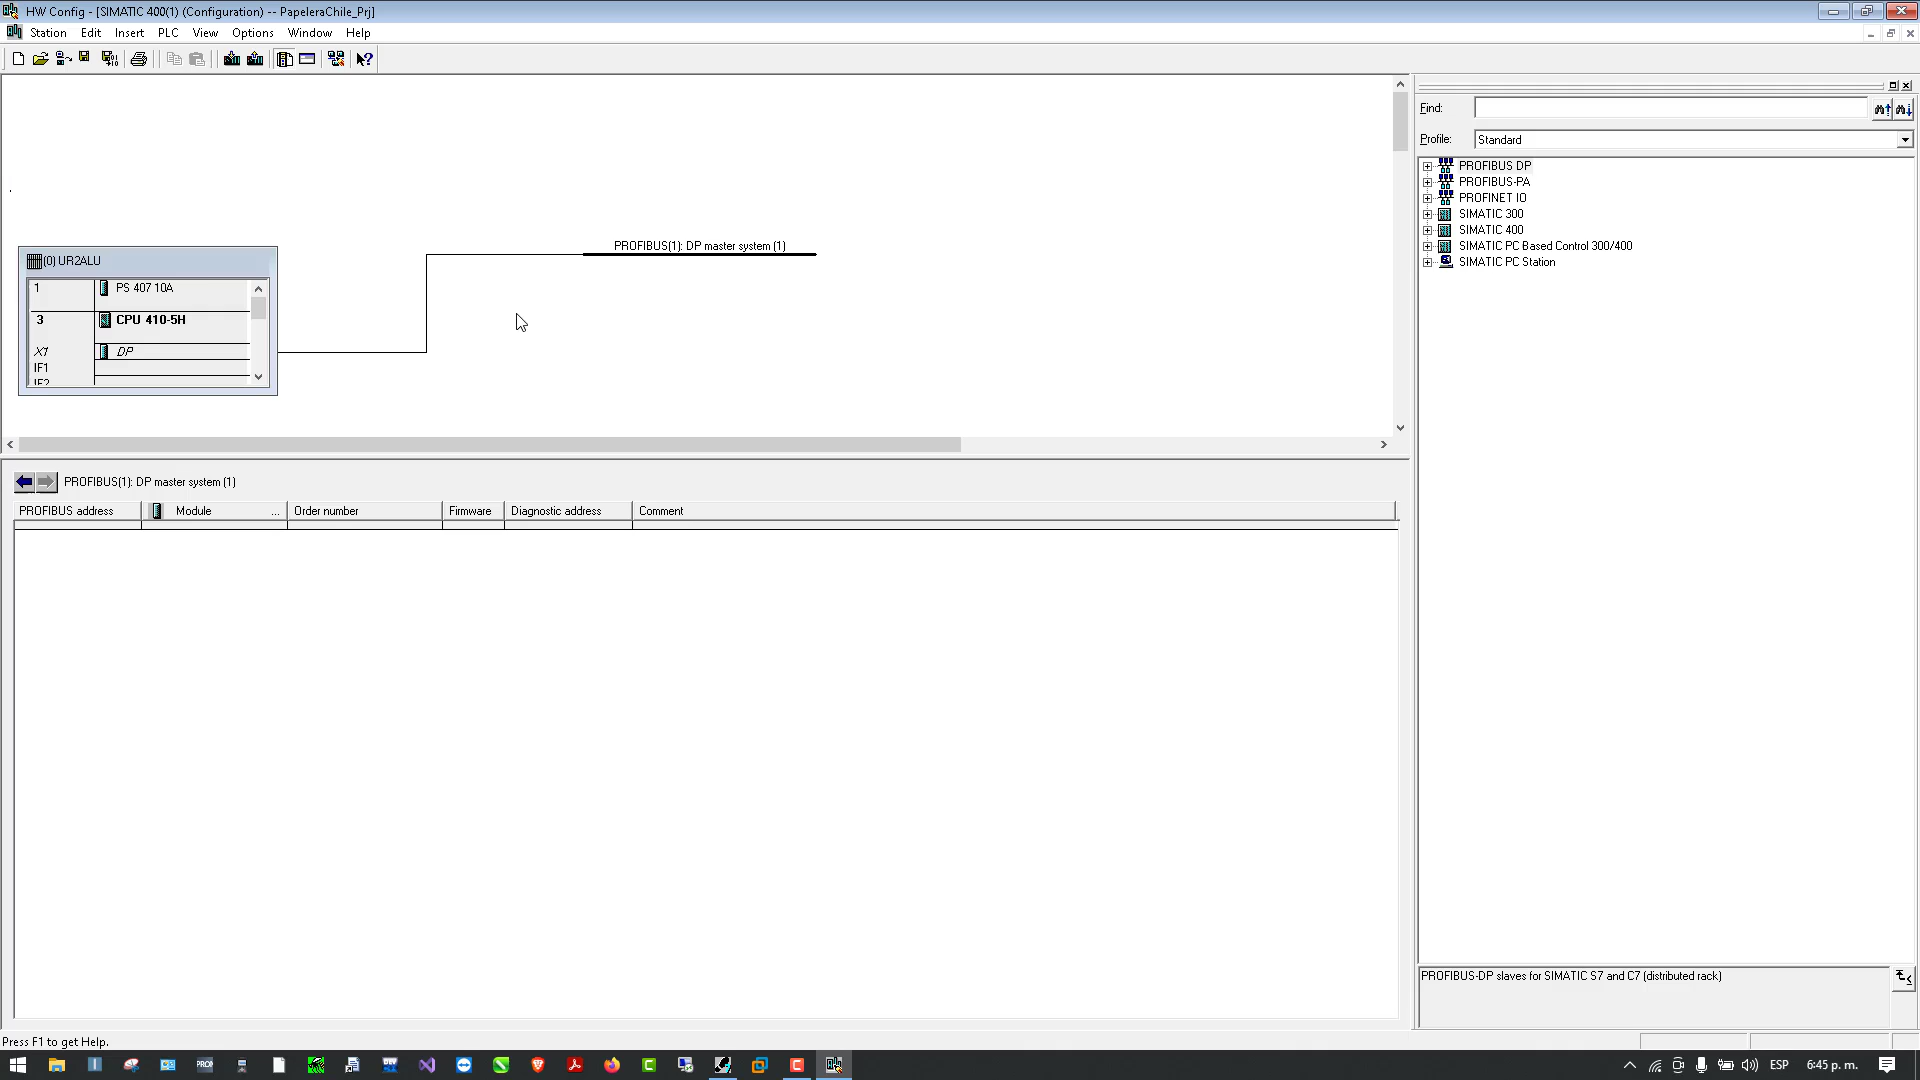 HW Config - [SIMATIC 400(1) (Configuration) -- PapeleraChile_Prj]
Station Edit Insert PLC View Options Window Help
Find:
Profile: Standard
PROFIBUS DP
PROFIBUS-PA
PROFINET IO
SIMATIC 300
SIMATIC 400
SIMATIC PC Based Control 300/400
SIMATIC PC Station
PROFIBUS(1): DP master system (1)
(0) UR2ALU
1 PS 407 10A
3 CPU 410-5H
X1 DP
IF1
IF2
PROFIBUS(1): DP master system (1)
PROFIBUS address Module ... Order number Firmware Diagnostic address Comment
PROFIBUS-DP slaves for SIMATIC S7 and C7 (distributed rack)
Press F1 to get Help.
ESP 6:45 p. m.